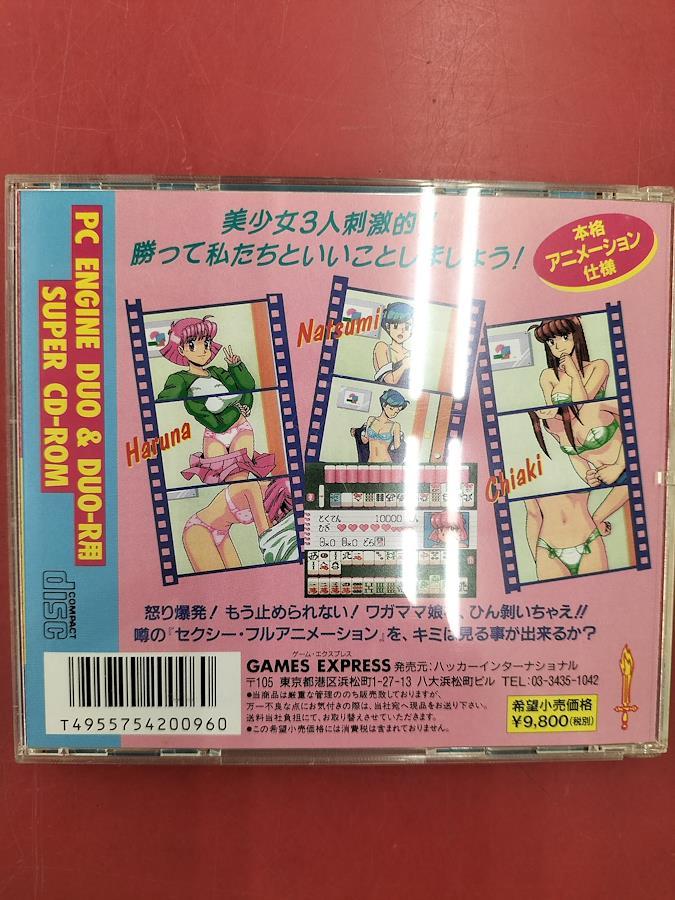 美少女3人刺激的!
勝って私たちといいことしましょう!
本格
アニメーション
仕様
PC ENGINE DUO & DUO-R用
SUPER CD-ROM
Haruna
Natsumi
Chiaki
とくてん 10000
怒り爆発! もう止められない! ワガママ娘 、ひん剥いちゃえ!!
噂の『セクシー・フルアニメーション』を、キミは見る事が出来るか?
COMPACT
disc
ゲーム・エクスプレス
GAMES EXPRESS 発売元:ハッカーインターナショナル
〒105 東京都港区浜松町1-27-13 八大浜松町ビル TEL:03-3435-1042
●当商品は厳重な管理ののち販売致しておりますが、
万一不良な点にお気付きの際は、当社宛へ現品をお送り下さい。
送料当社負担にて、お取り替えさせていただきます。
●この希望小売価格には消費税は含まれておりません。
希望小売価格
¥9,800(税別)
T4955754200960